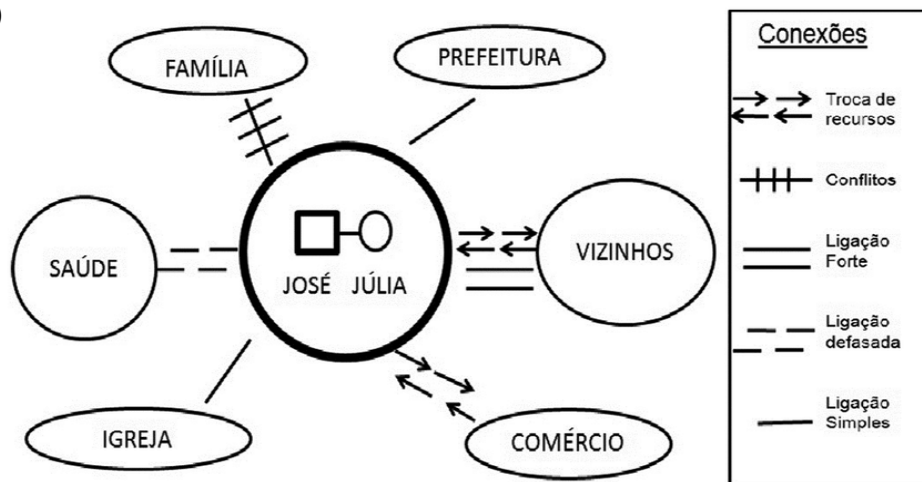 FAMÍLIA
PREFEITURA
SAÚDE
JOSÉ JÚLIA
VIZINHOS
IGREJA
COMÉRCIO
Conexões
Troca de
recursos
Conflitos
Ligação
Forte
Ligação
defasada
Ligação
Simples